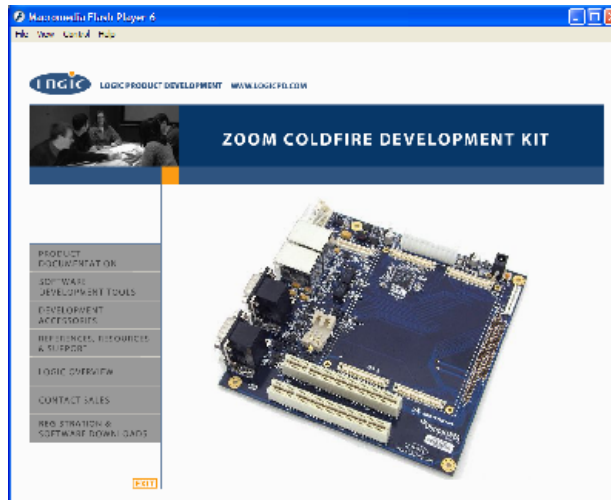 Macromedia Flash Player 6
File View Control Help
LOGIC
LOGIC PRODUCT DEVELOPMENT WWW.LOGICPD.COM
ZOOM COLDFIRE DEVELOPMENT KIT
PRODUCT
DOCUMENTATION
SOFTWARE
DEVELOPMENT TOOLS
DEVELOPMENT
ACCESSORIES
REFERENCES, RESOURCES
& SUPPORT
LOGIC OVERVIEW
CONTACT SALES
REGISTRATION &
SOFTWARE DOWNLOADS
EXIT